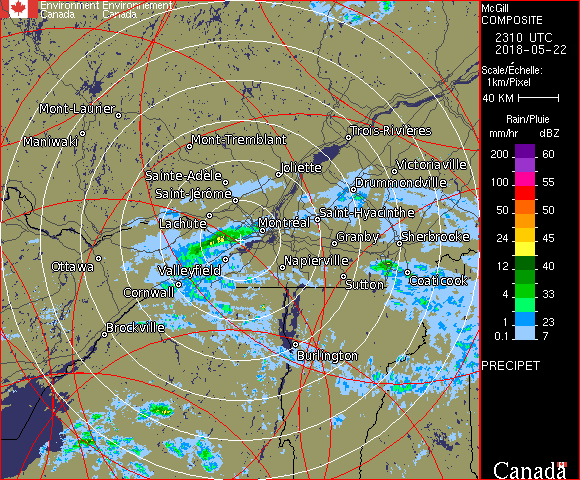 Environment Environnement
Canada Canada
McGill
COMPOSITE
2310 UTC
2018-05-22
Scale/Échelle:
1km/Pixel
40 KM
Rain/Pluie
mm/hr dBZ
200 60
100 55
50 50
24 45
12 40
4 33
1 23
0.1 7
PRECIPET
Canada
Mont-Laurier
Maniwaki
Mont-Tremblant
Trois-Rivières
Joliette
Victoriaville
Sainte-Adèle
Drummondville
Saint-Jérôme
Saint-Hyacinthe
Lachute
Montréal
Granby
Sherbrooke
Ottawa
Valleyfield
Napierville
Cornwall
Sutton
Coaticook
Brockville
Burlington